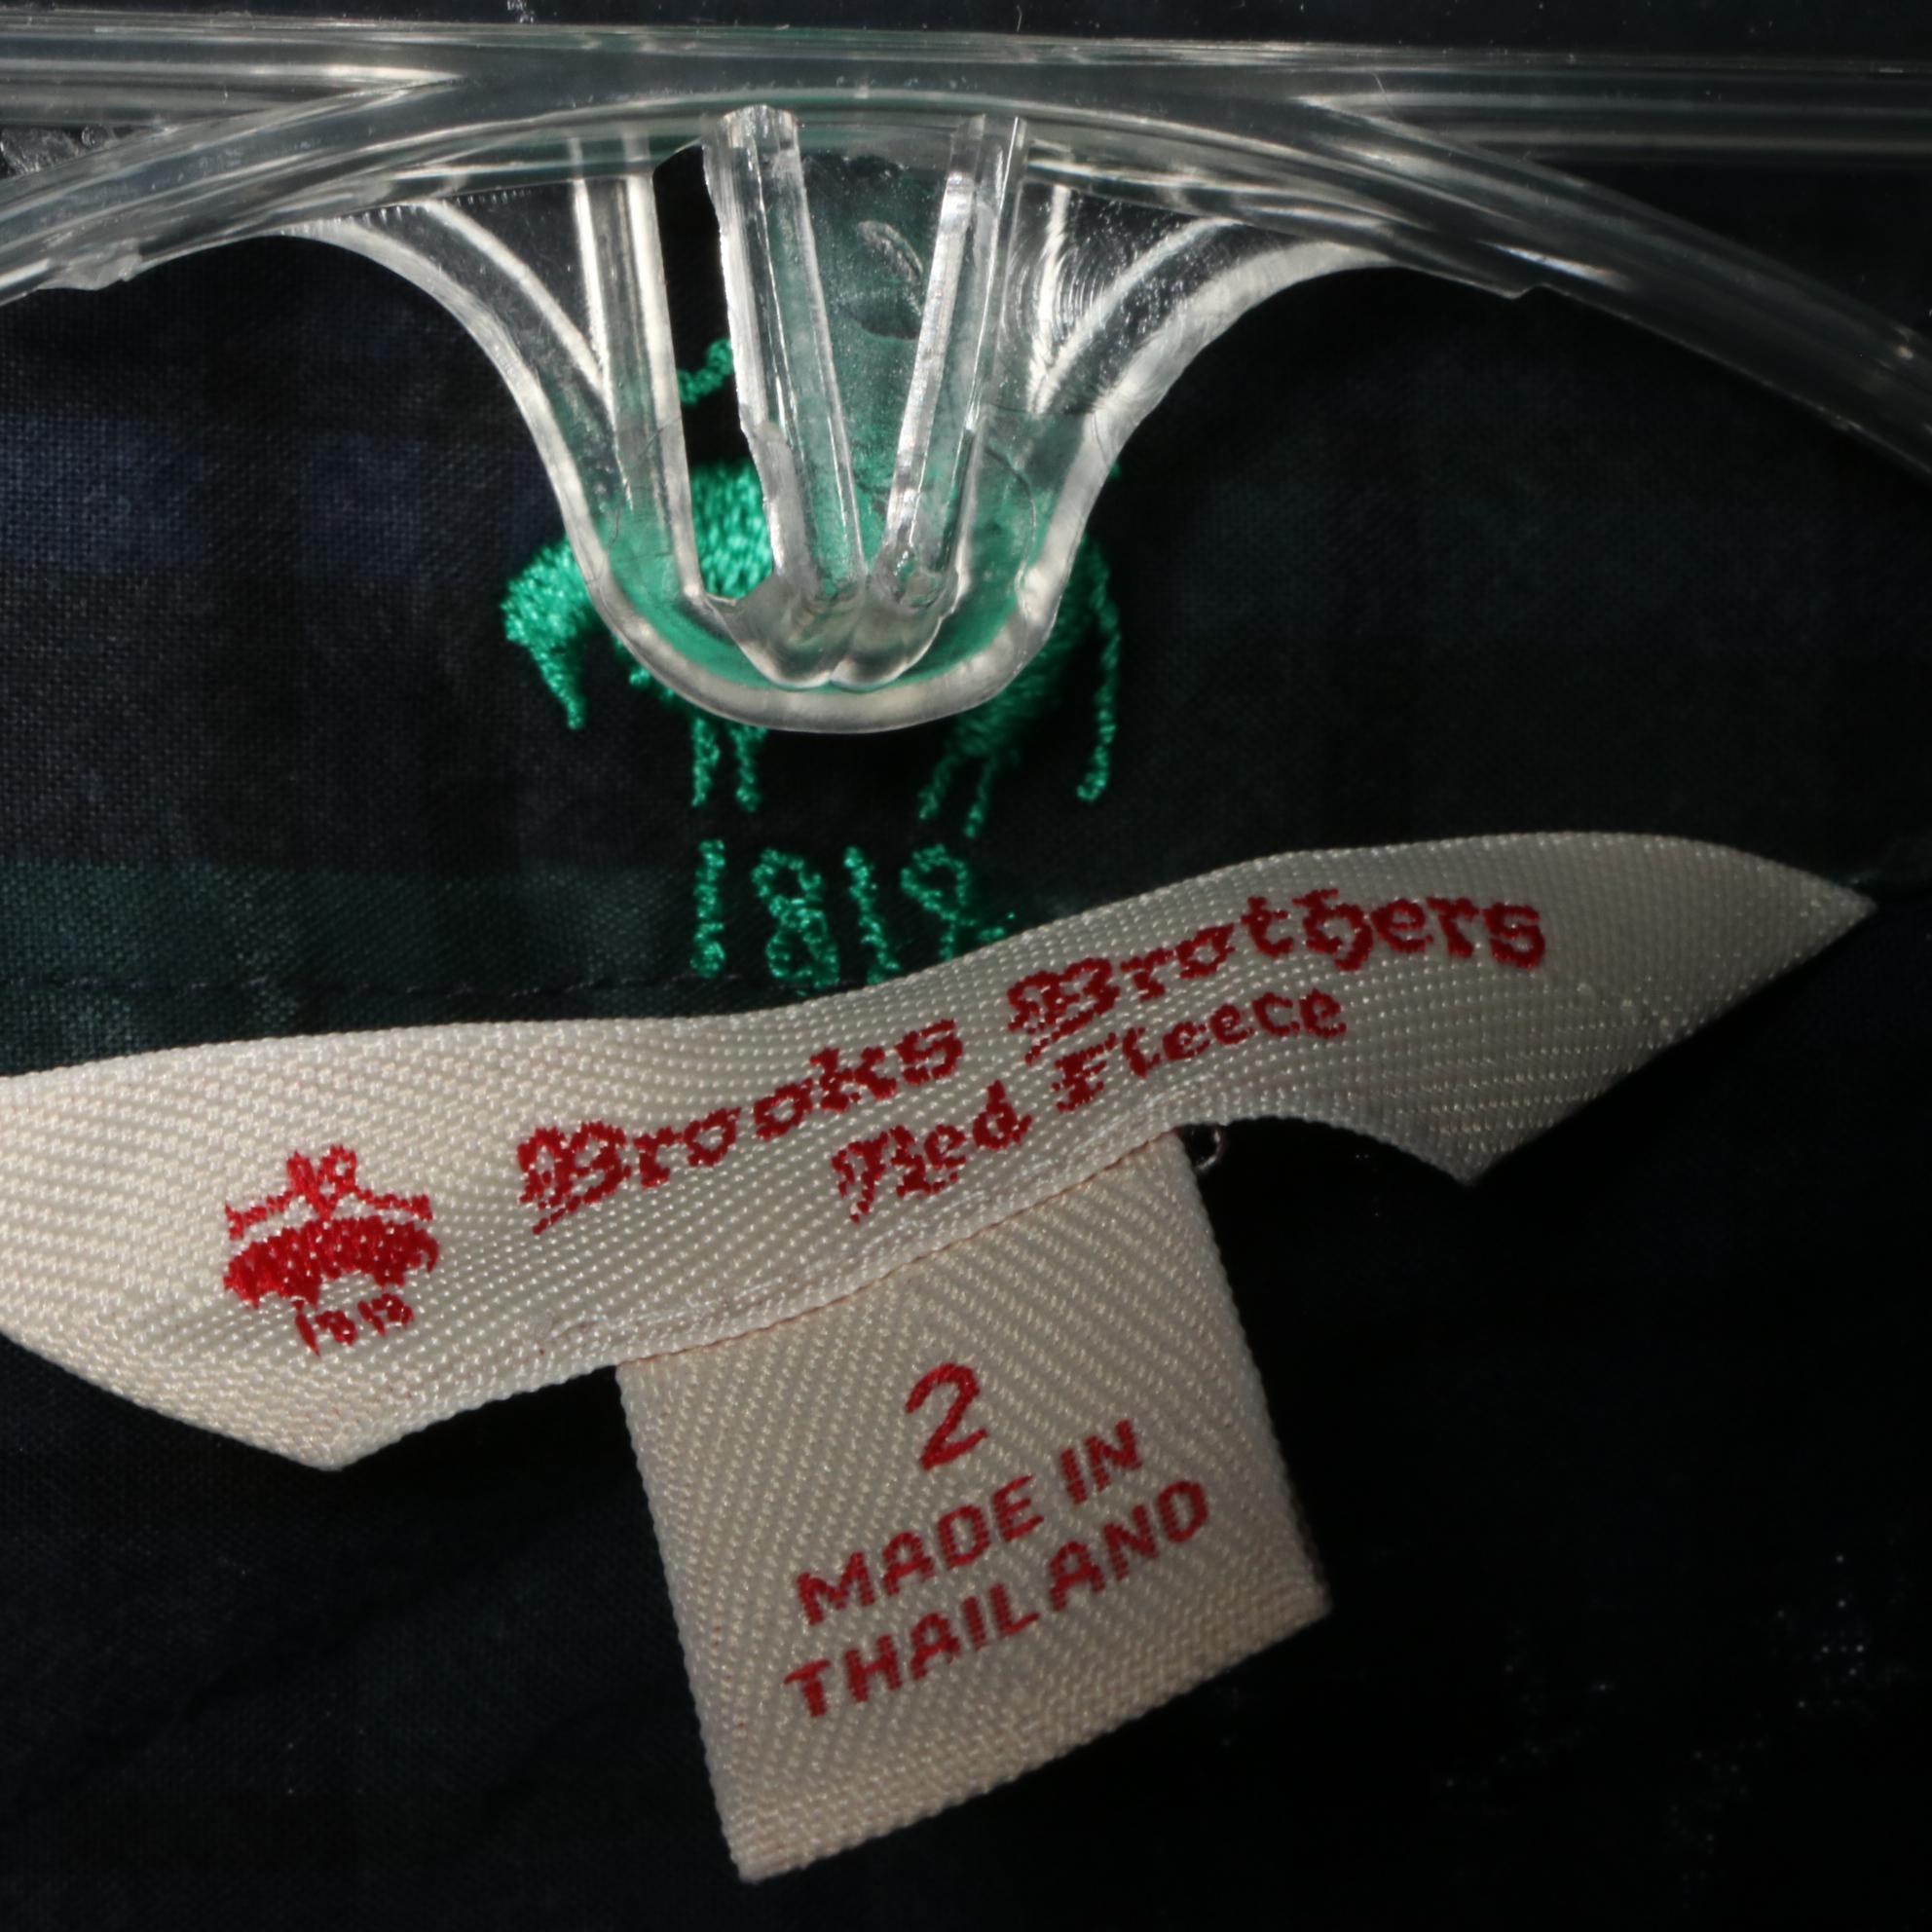 1818
Brooks Brothers
Red Fleece
1818
2
MADE IN
THAILAND